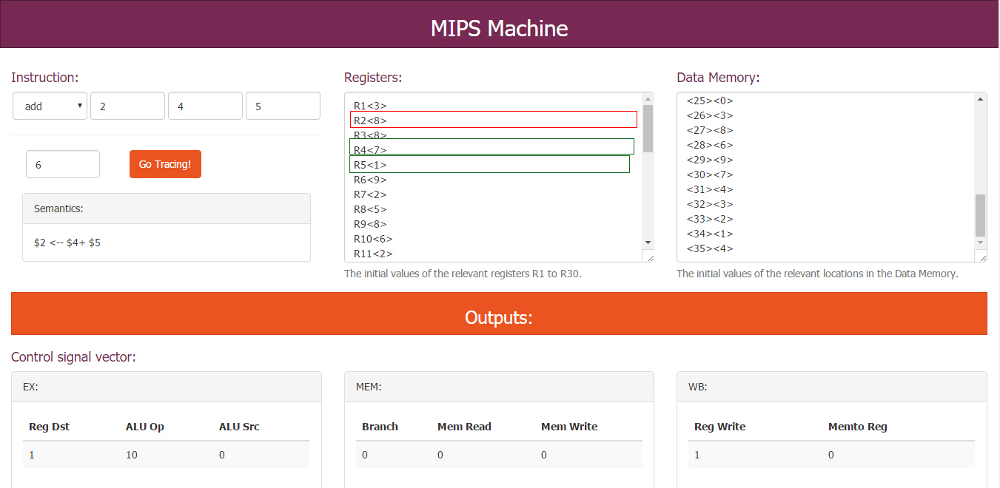 MIPS Machine
Instruction:
add 2 4 5
6 Go Tracing!
Semantics:
$2 <-- $4+ $5
Registers:
R1<3>
R2<8>
R3<8>
R4<7>
R5<1>
R6<9>
R7<2>
R8<5>
R9<8>
R10<6>
R11<2>
The initial values of the relevant registers R1 to R30.
Data Memory:
<25><0>
<26><3>
<27><8>
<28><6>
<29><9>
<30><7>
<31><4>
<32><3>
<33><2>
<34><1>
<35><4>
The initial values of the relevant locations in the Data Memory.
Outputs:
Control signal vector:
EX:
Reg Dst ALU Op ALU Src
1 10 0
MEM:
Branch Mem Read Mem Write
0 0 0
WB:
Reg Write Memto Reg
1 0